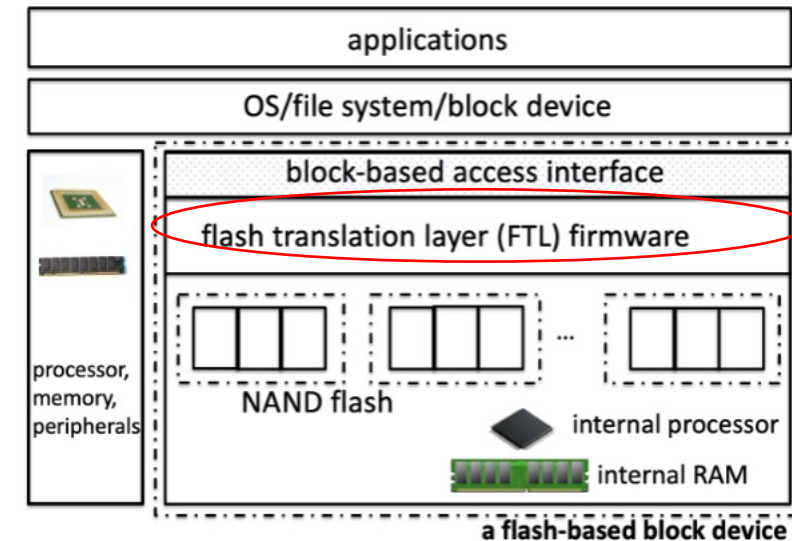 applications
OS/file system/block device
block-based access interface
flash translation layer (FTL) firmware
...
processor,
memory,
peripherals
NAND flash
internal processor
internal RAM
a flash-based block device